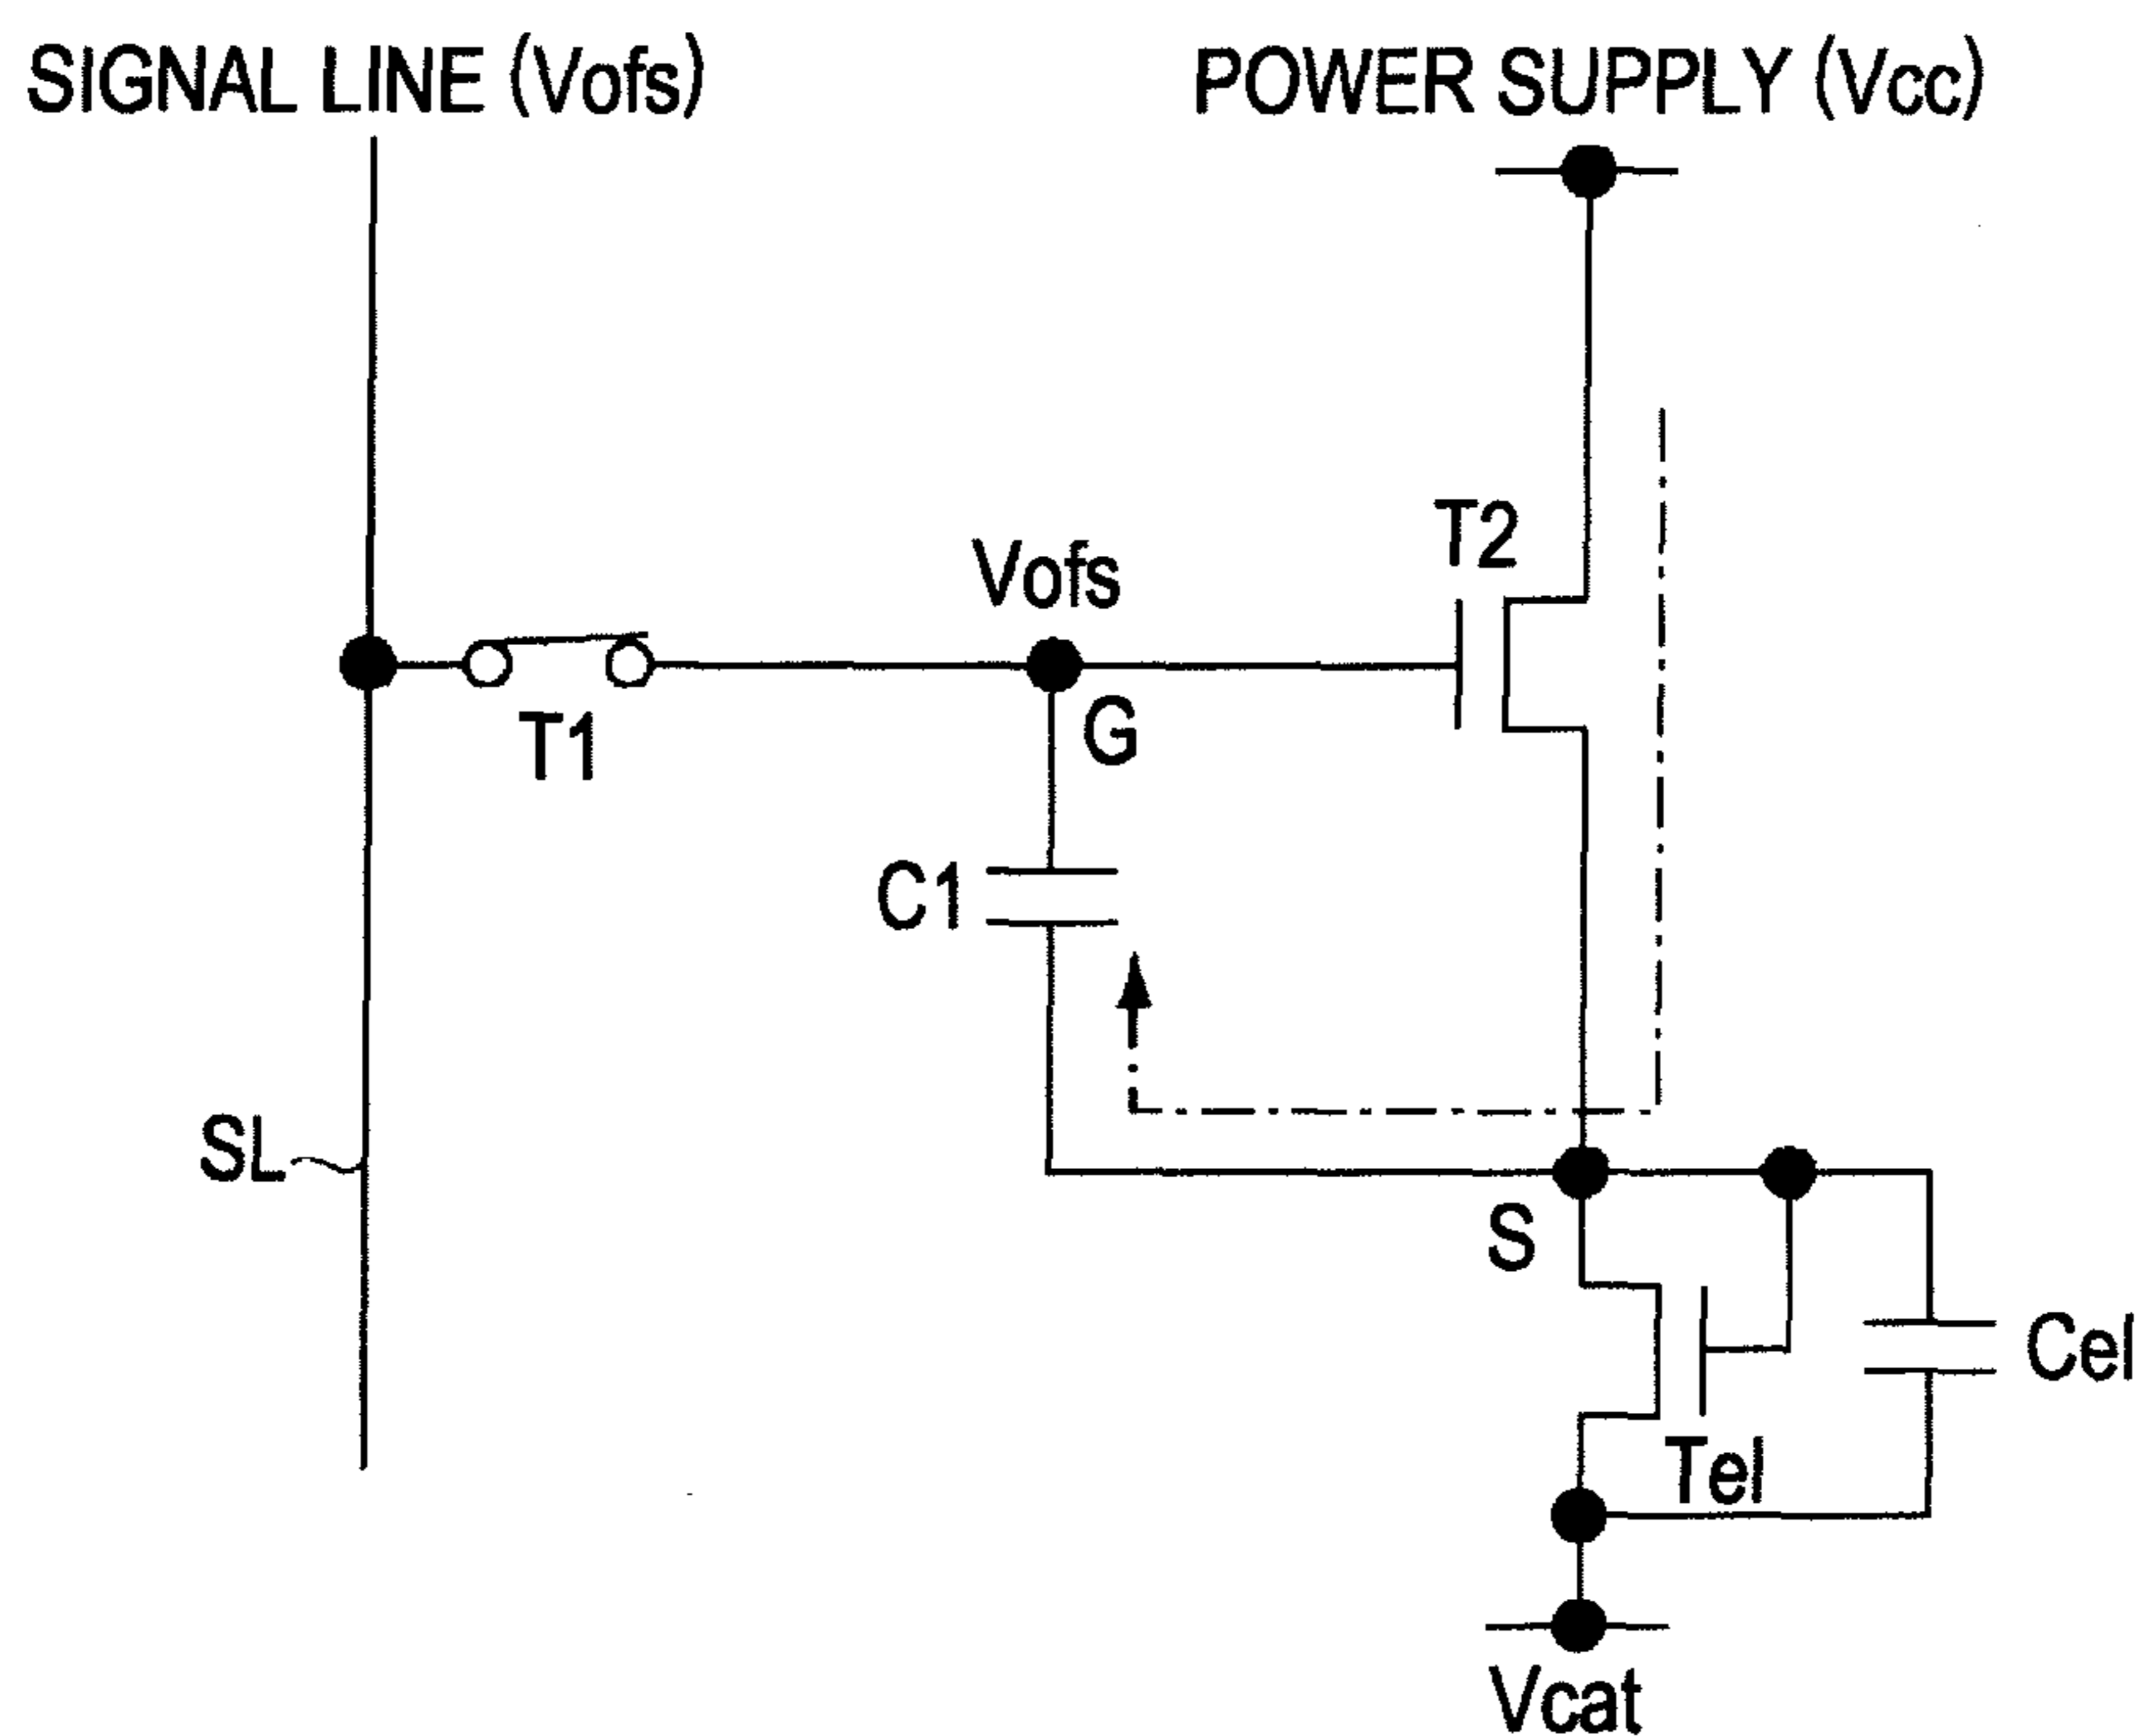 SIGNAL LINE (Vofs)
POWER SUPPLY (Vcc)
T2
Vofs
T1
G
C1
SL
S
Cel
Tel
Vcat